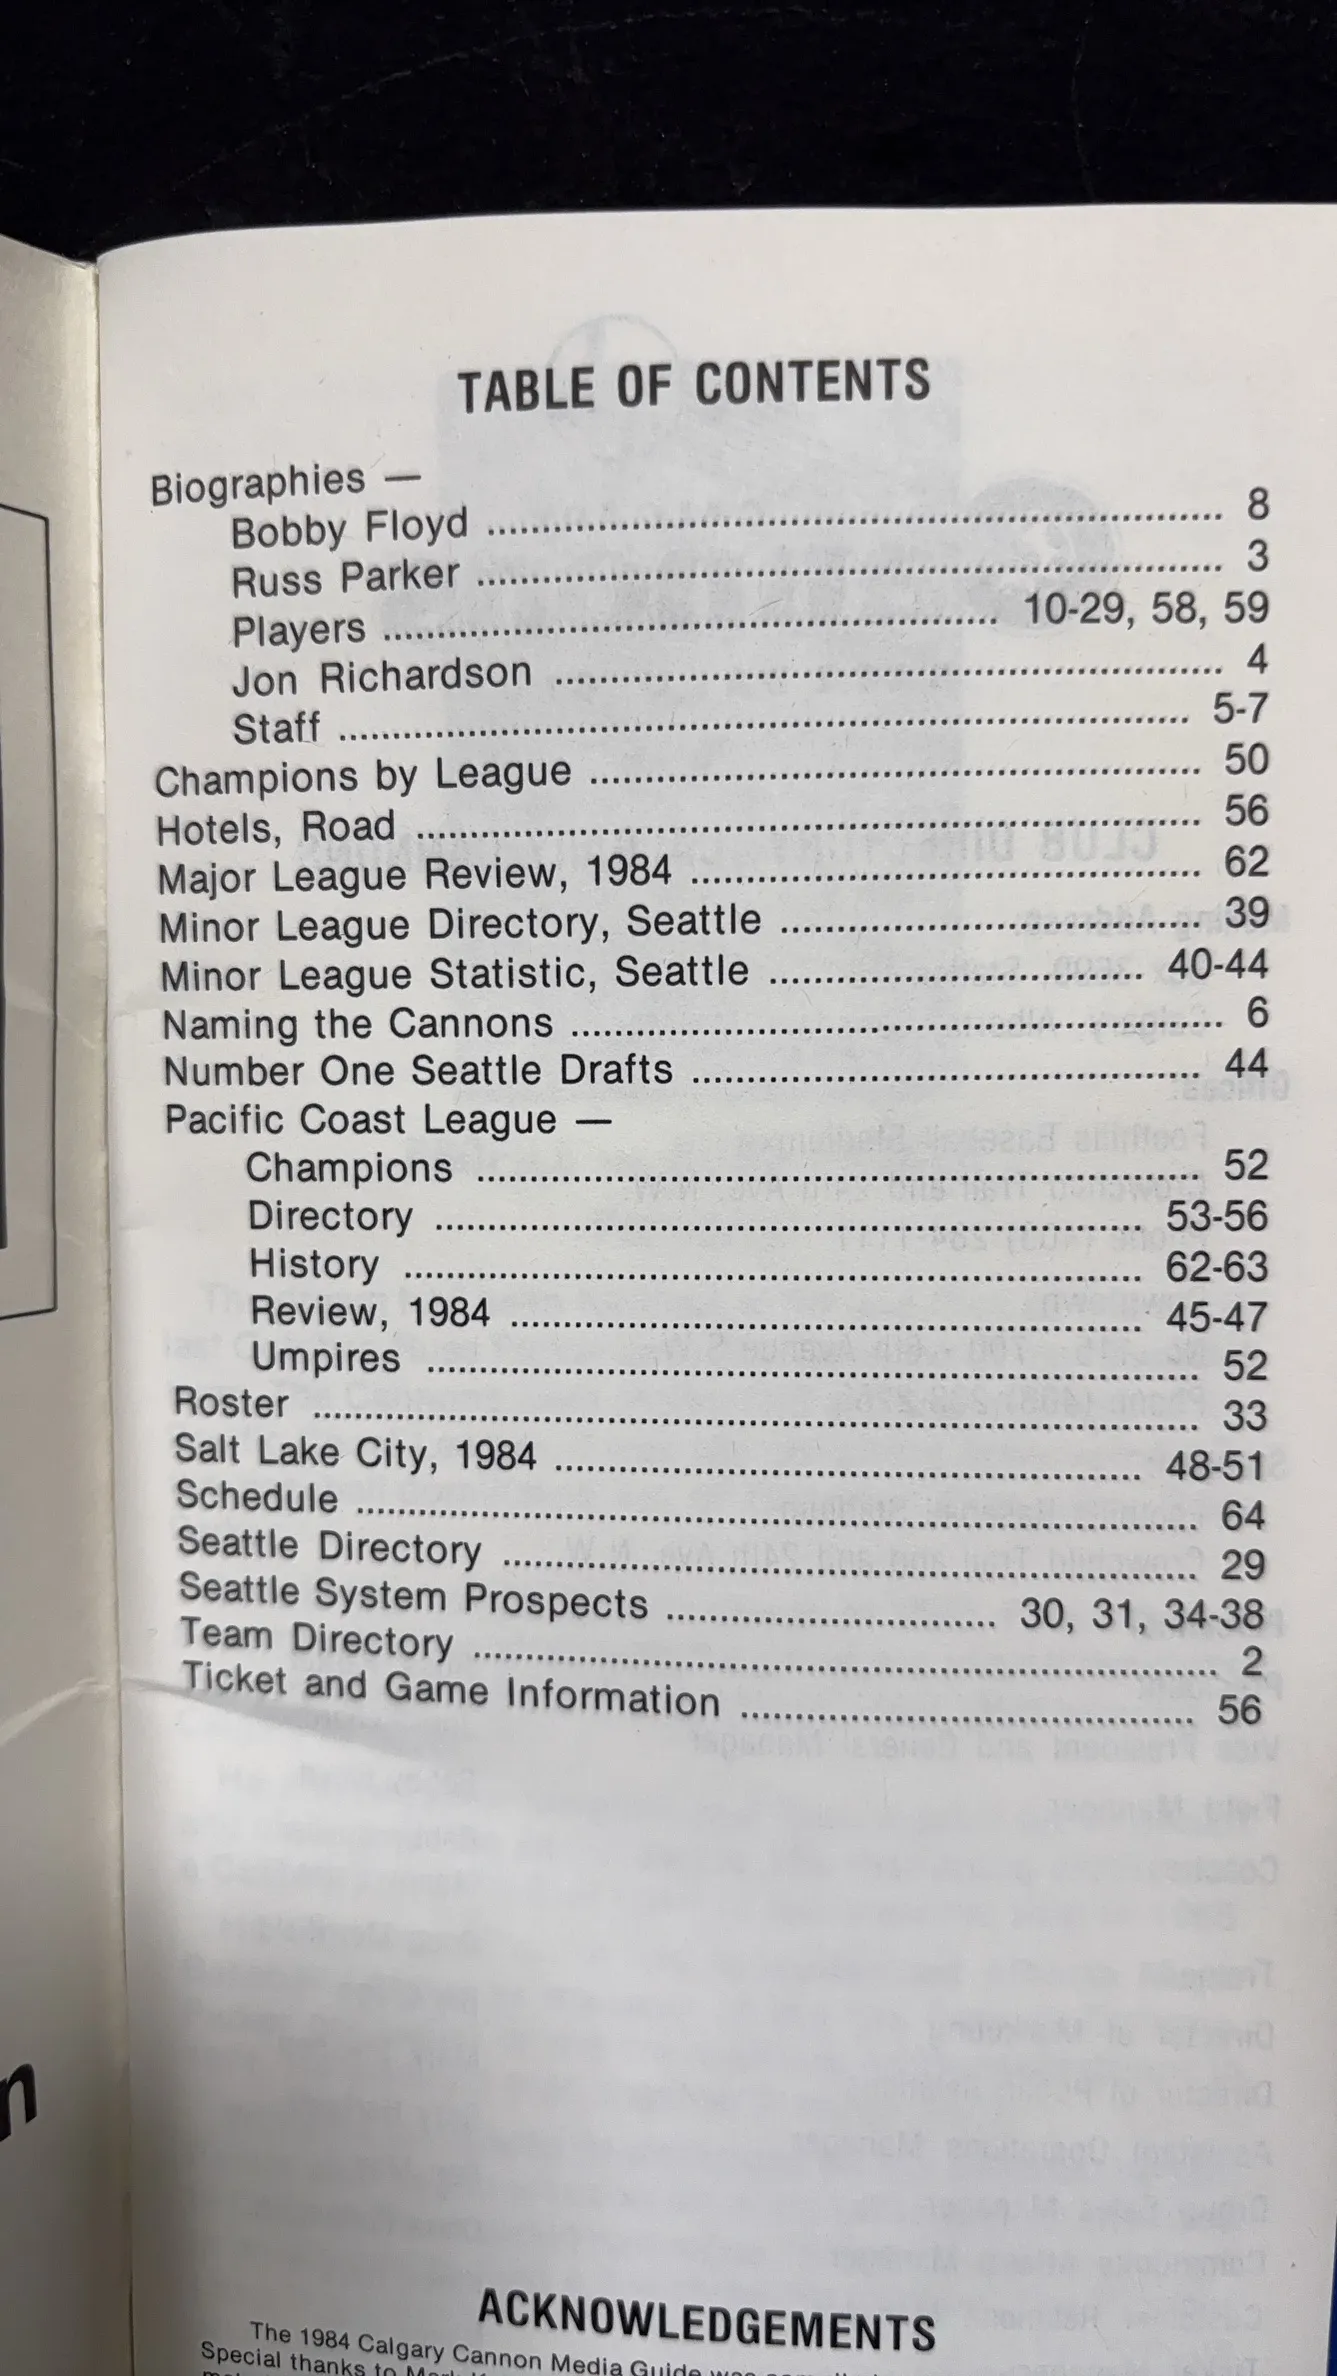 TABLE OF CONTENTS
Biographies —
Bobby Floyd ........................................ 8
Russ Parker ........................................ 3
Players ........................................ 10-29, 58, 59
Jon Richardson ........................................ 4
Staff ........................................ 5-7
Champions by League ........................................ 50
Hotels, Road ........................................ 56
Major League Review, 1984 ........................................ 62
Minor League Directory, Seattle ........................................ 39
Minor League Statistic, Seattle ........................................ 40-44
Naming the Cannons ........................................ 6
Number One Seattle Drafts ........................................ 44
Pacific Coast League —
Champions ........................................ 52
Directory ........................................ 53-56
History ........................................ 62-63
Review, 1984 ........................................ 45-47
Umpires ........................................ 52
Roster ........................................ 33
Salt Lake City, 1984 ........................................ 48-51
Schedule ........................................ 64
Seattle Directory ........................................ 29
Seattle System Prospects ........................................ 30, 31, 34-38
Team Directory ........................................ 2
Ticket and Game Information ........................................ 56
ACKNOWLEDGEMENTS
The 1984 Calgary Cannon Media Guide was
Special thanks to